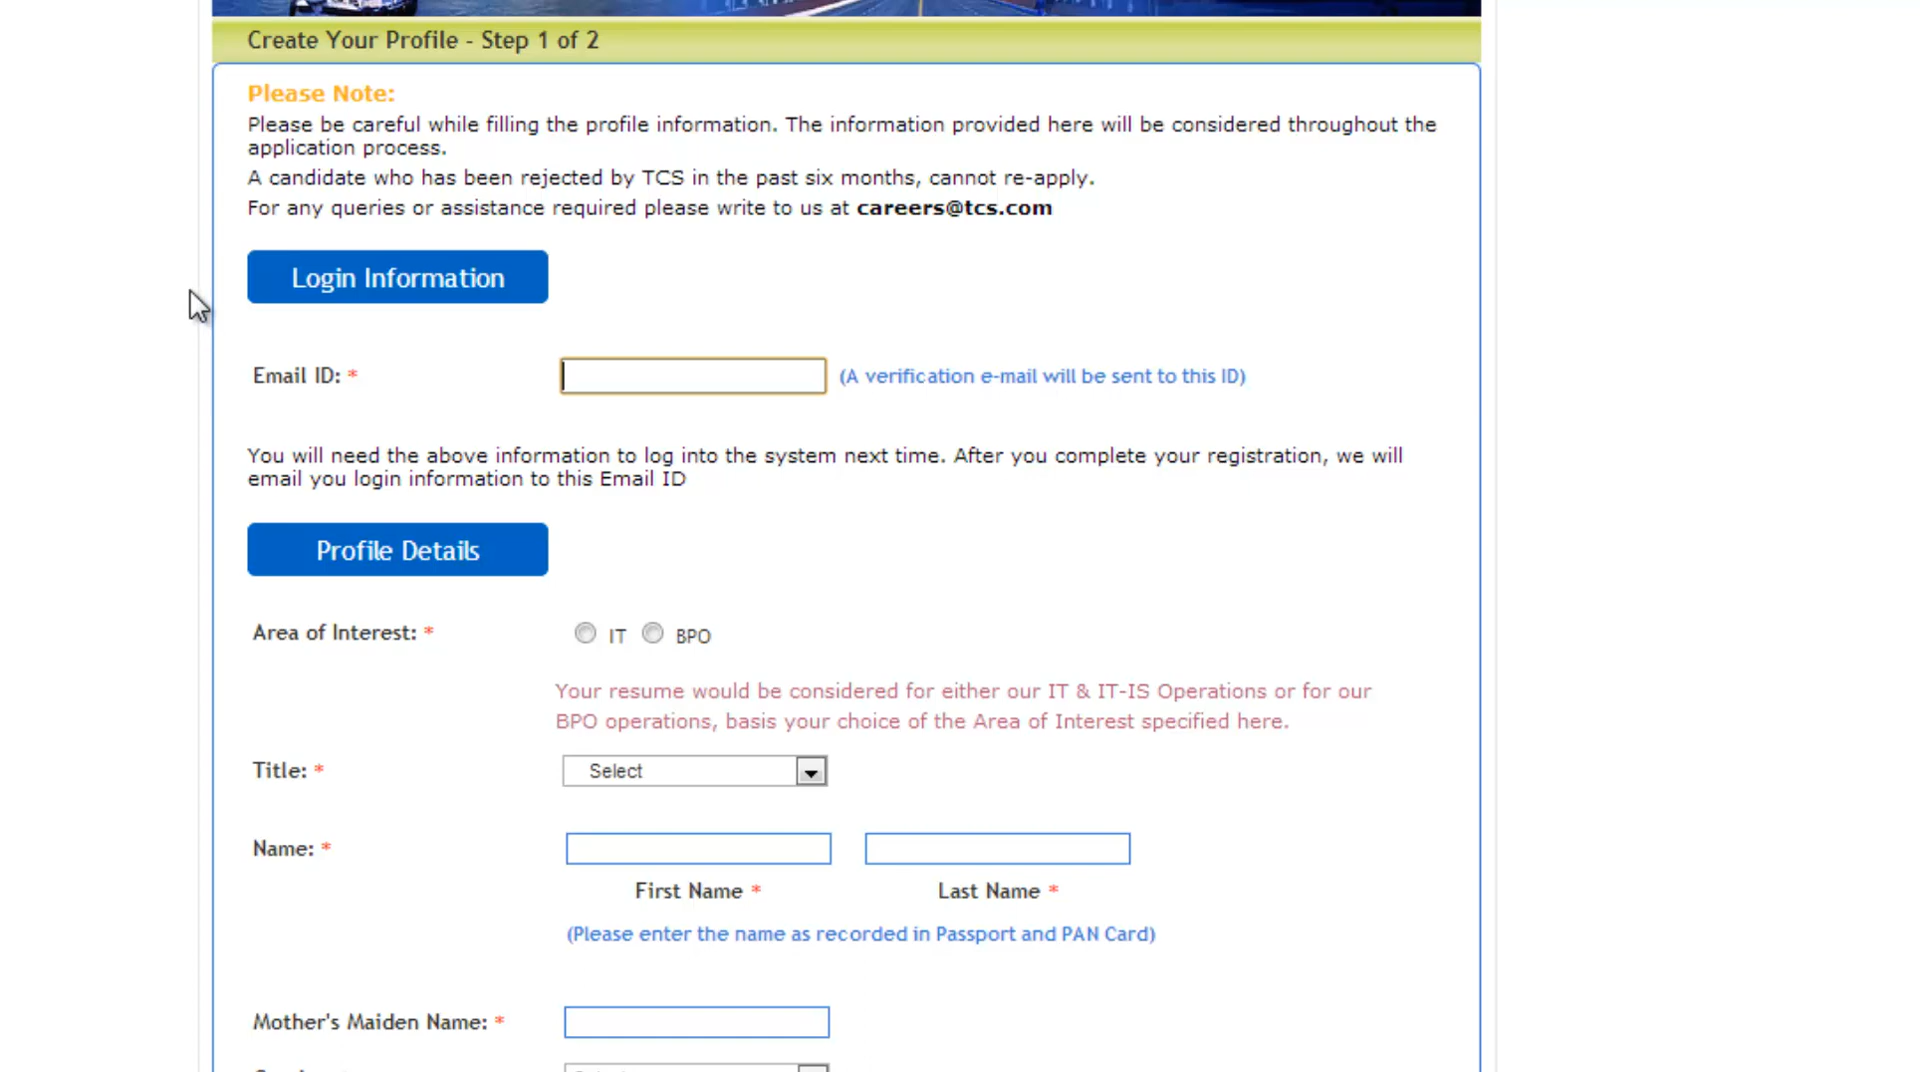 Create Your Profile - Step 1 of 2
Please Note:
Please be careful while filling the profile information. The information provided here will be considered throughout the
application process.
A candidate who has been rejected by TCS in the past six months, cannot re-apply.
For any queries or assistance required please write to us at careers@tcs.com
Login Information
Email ID: * (A verification e-mail will be sent to this ID)
You will need the above information to log into the system next time. After you complete your registration, we will
email you login information to this Email ID
Profile Details
Area of Interest: * IT BPO
Your resume would be considered for either our IT & IT-IS Operations or for our
BPO operations, basis your choice of the Area of Interest specified here.
Title: * Select
Name: *
First Name * Last Name *
(Please enter the name as recorded in Passport and PAN Card)
Mother's Maiden Name: *